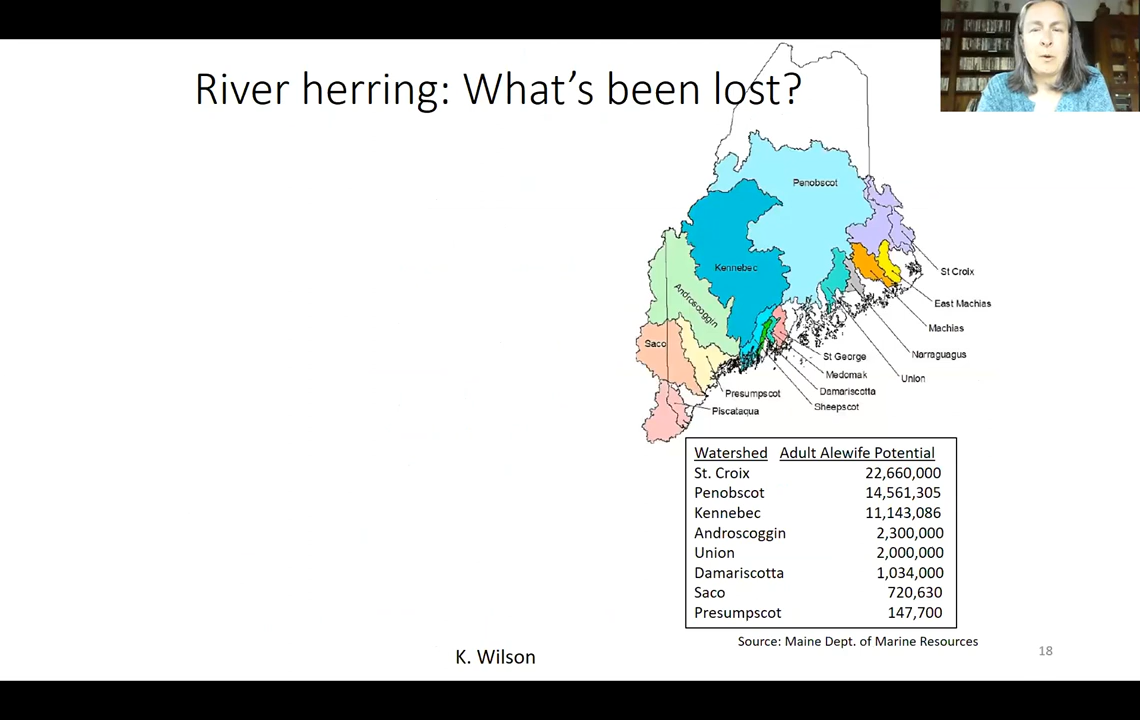 River herring: What's been lost?
Penobscot
Kennebec
Androscoggin
Saco
St Croix
East Machias
Machias
Narraguagus
Union
St George
Medomak
Damariscotta
Sheepscot
Presumpscot
Piscataqua
Watershed Adult Alewife Potential
St. Croix 22,660,000
Penobscot 14,561,305
Kennebec 11,143,086
Androscoggin 2,300,000
Union 2,000,000
Damariscotta 1,034,000
Saco 720,630
Presumpscot 147,700
Source: Maine Dept. of Marine Resources
K. Wilson
18